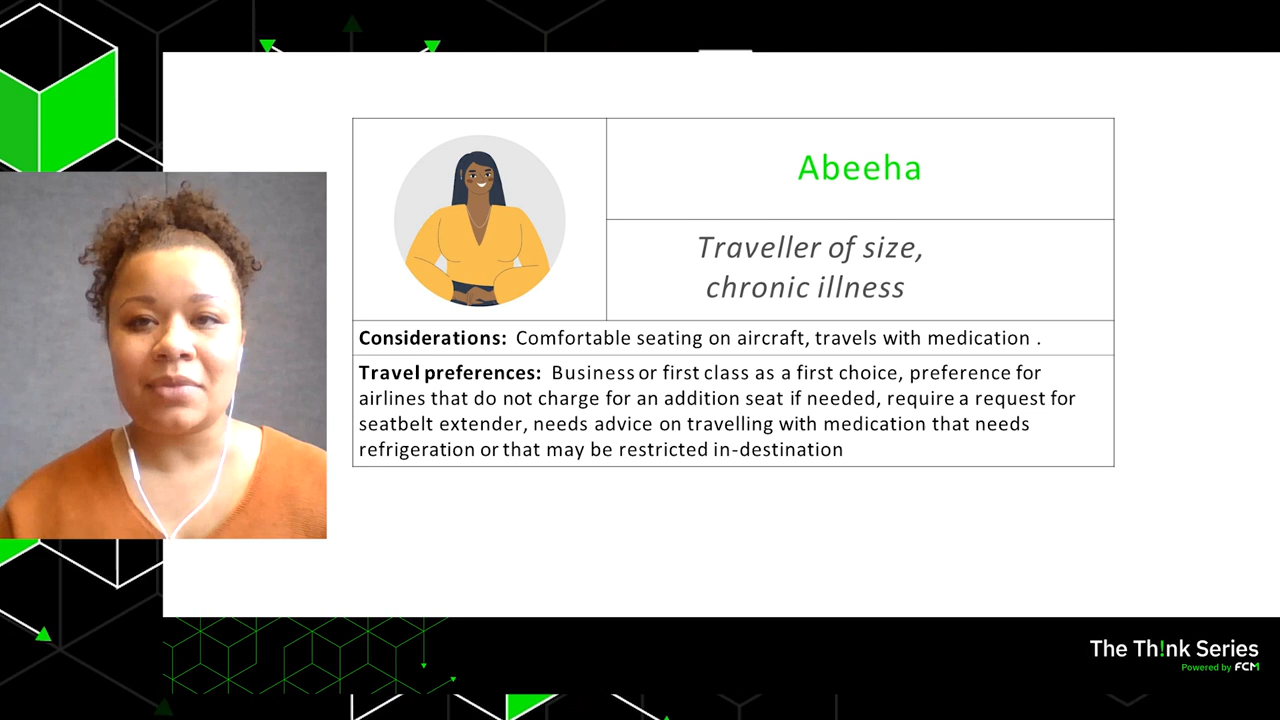 Abeeha
Traveller of size,
chronic illness
Considerations: Comfortable seating on aircraft, travels with medication .
Travel preferences: Business or first class as a first choice, preference for
airlines that do not charge for an addition seat if needed, require a request for
seatbelt extender, needs advice on travelling with medication that needs
refrigeration or that may be restricted in-destination
The Th!nk Series
Powered by FCM